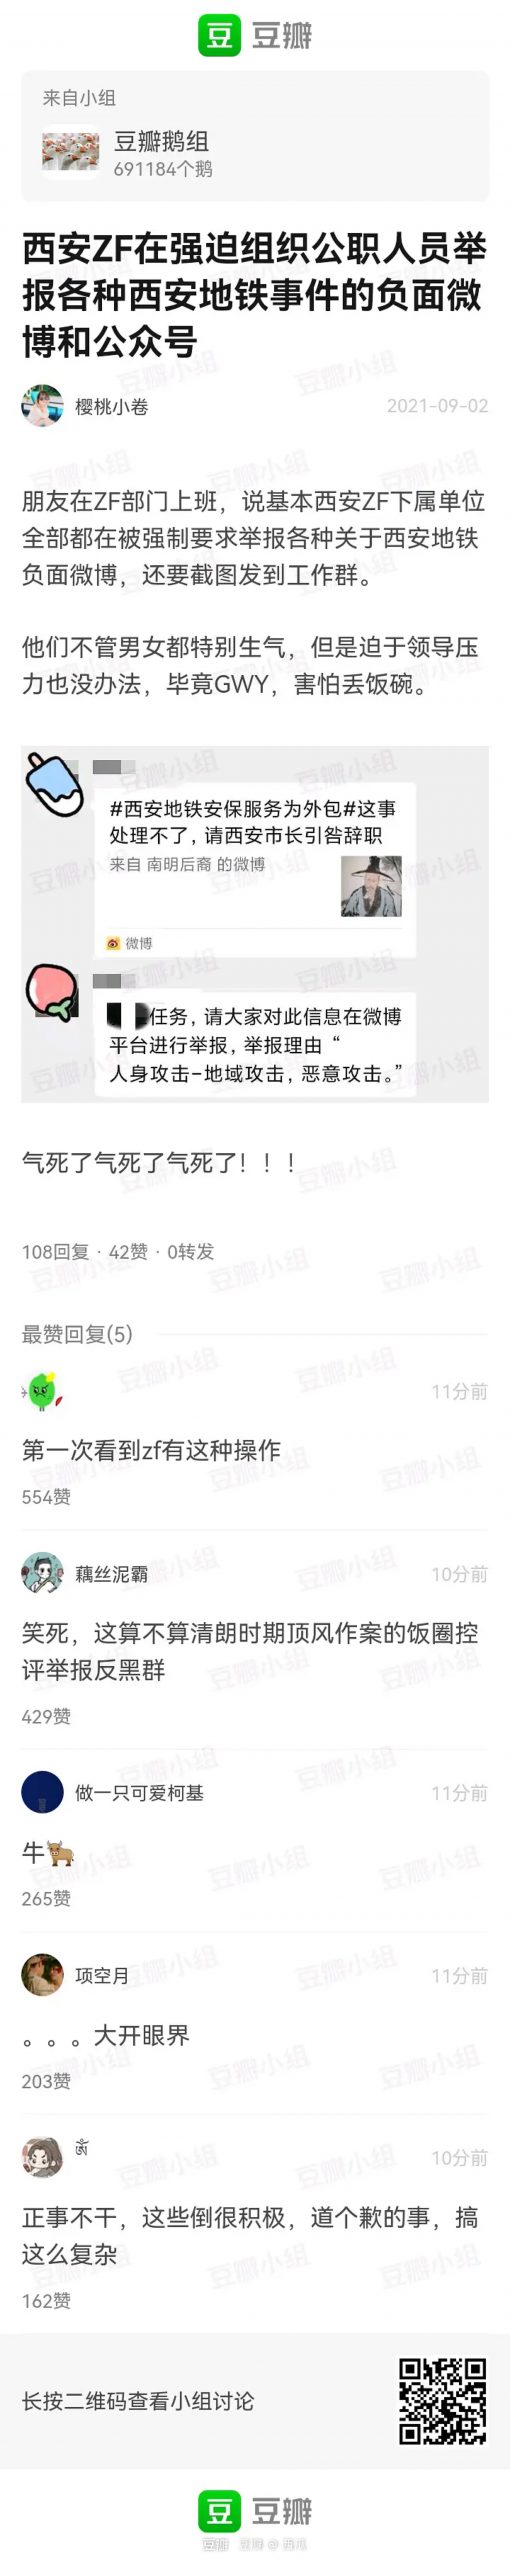 豆瓣
来自小组
豆瓣鹅组
691184个鹅
西安ZF在强迫组织公职人员举
报各种西安地铁事件的负面微
博和公众号
樱桃小卷
2021-09-02
朋友在ZF部门上班，说基本西安ZF下属单位
全部都在被强制要求举报各种关于西安地铁
负面微博，还要截图发到工作群。
他们不管男女都特别生气，但是迫于领导压
力也没办法，毕竟GWY，害怕丢饭碗。
#西安地铁安保服务为外包#这事
处理不了，请西安市长引咎辞职
来自 南明后裔 的微博
微博
任务，请大家对此信息在微博
平台进行举报，举报理由“
人身攻击-地域攻击，恶意攻击。”
气死了气死了气死了！！！
108回复 · 42赞 · 0转发
最赞回复(5)
11分前
第一次看到zf有这种操作
554赞
藕丝泥霸
10分前
笑死，这算不算清朗时期顶风作案的饭圈控
评举报反黑群
429赞
做一只可爱柯基
11分前
牛🐂
265赞
项空月
11分前
。。。大开眼界
203赞
10分前
正事不干，这些倒很积极，道个歉的事，搞
这么复杂
162赞
长按二维码查看小组讨论
豆瓣